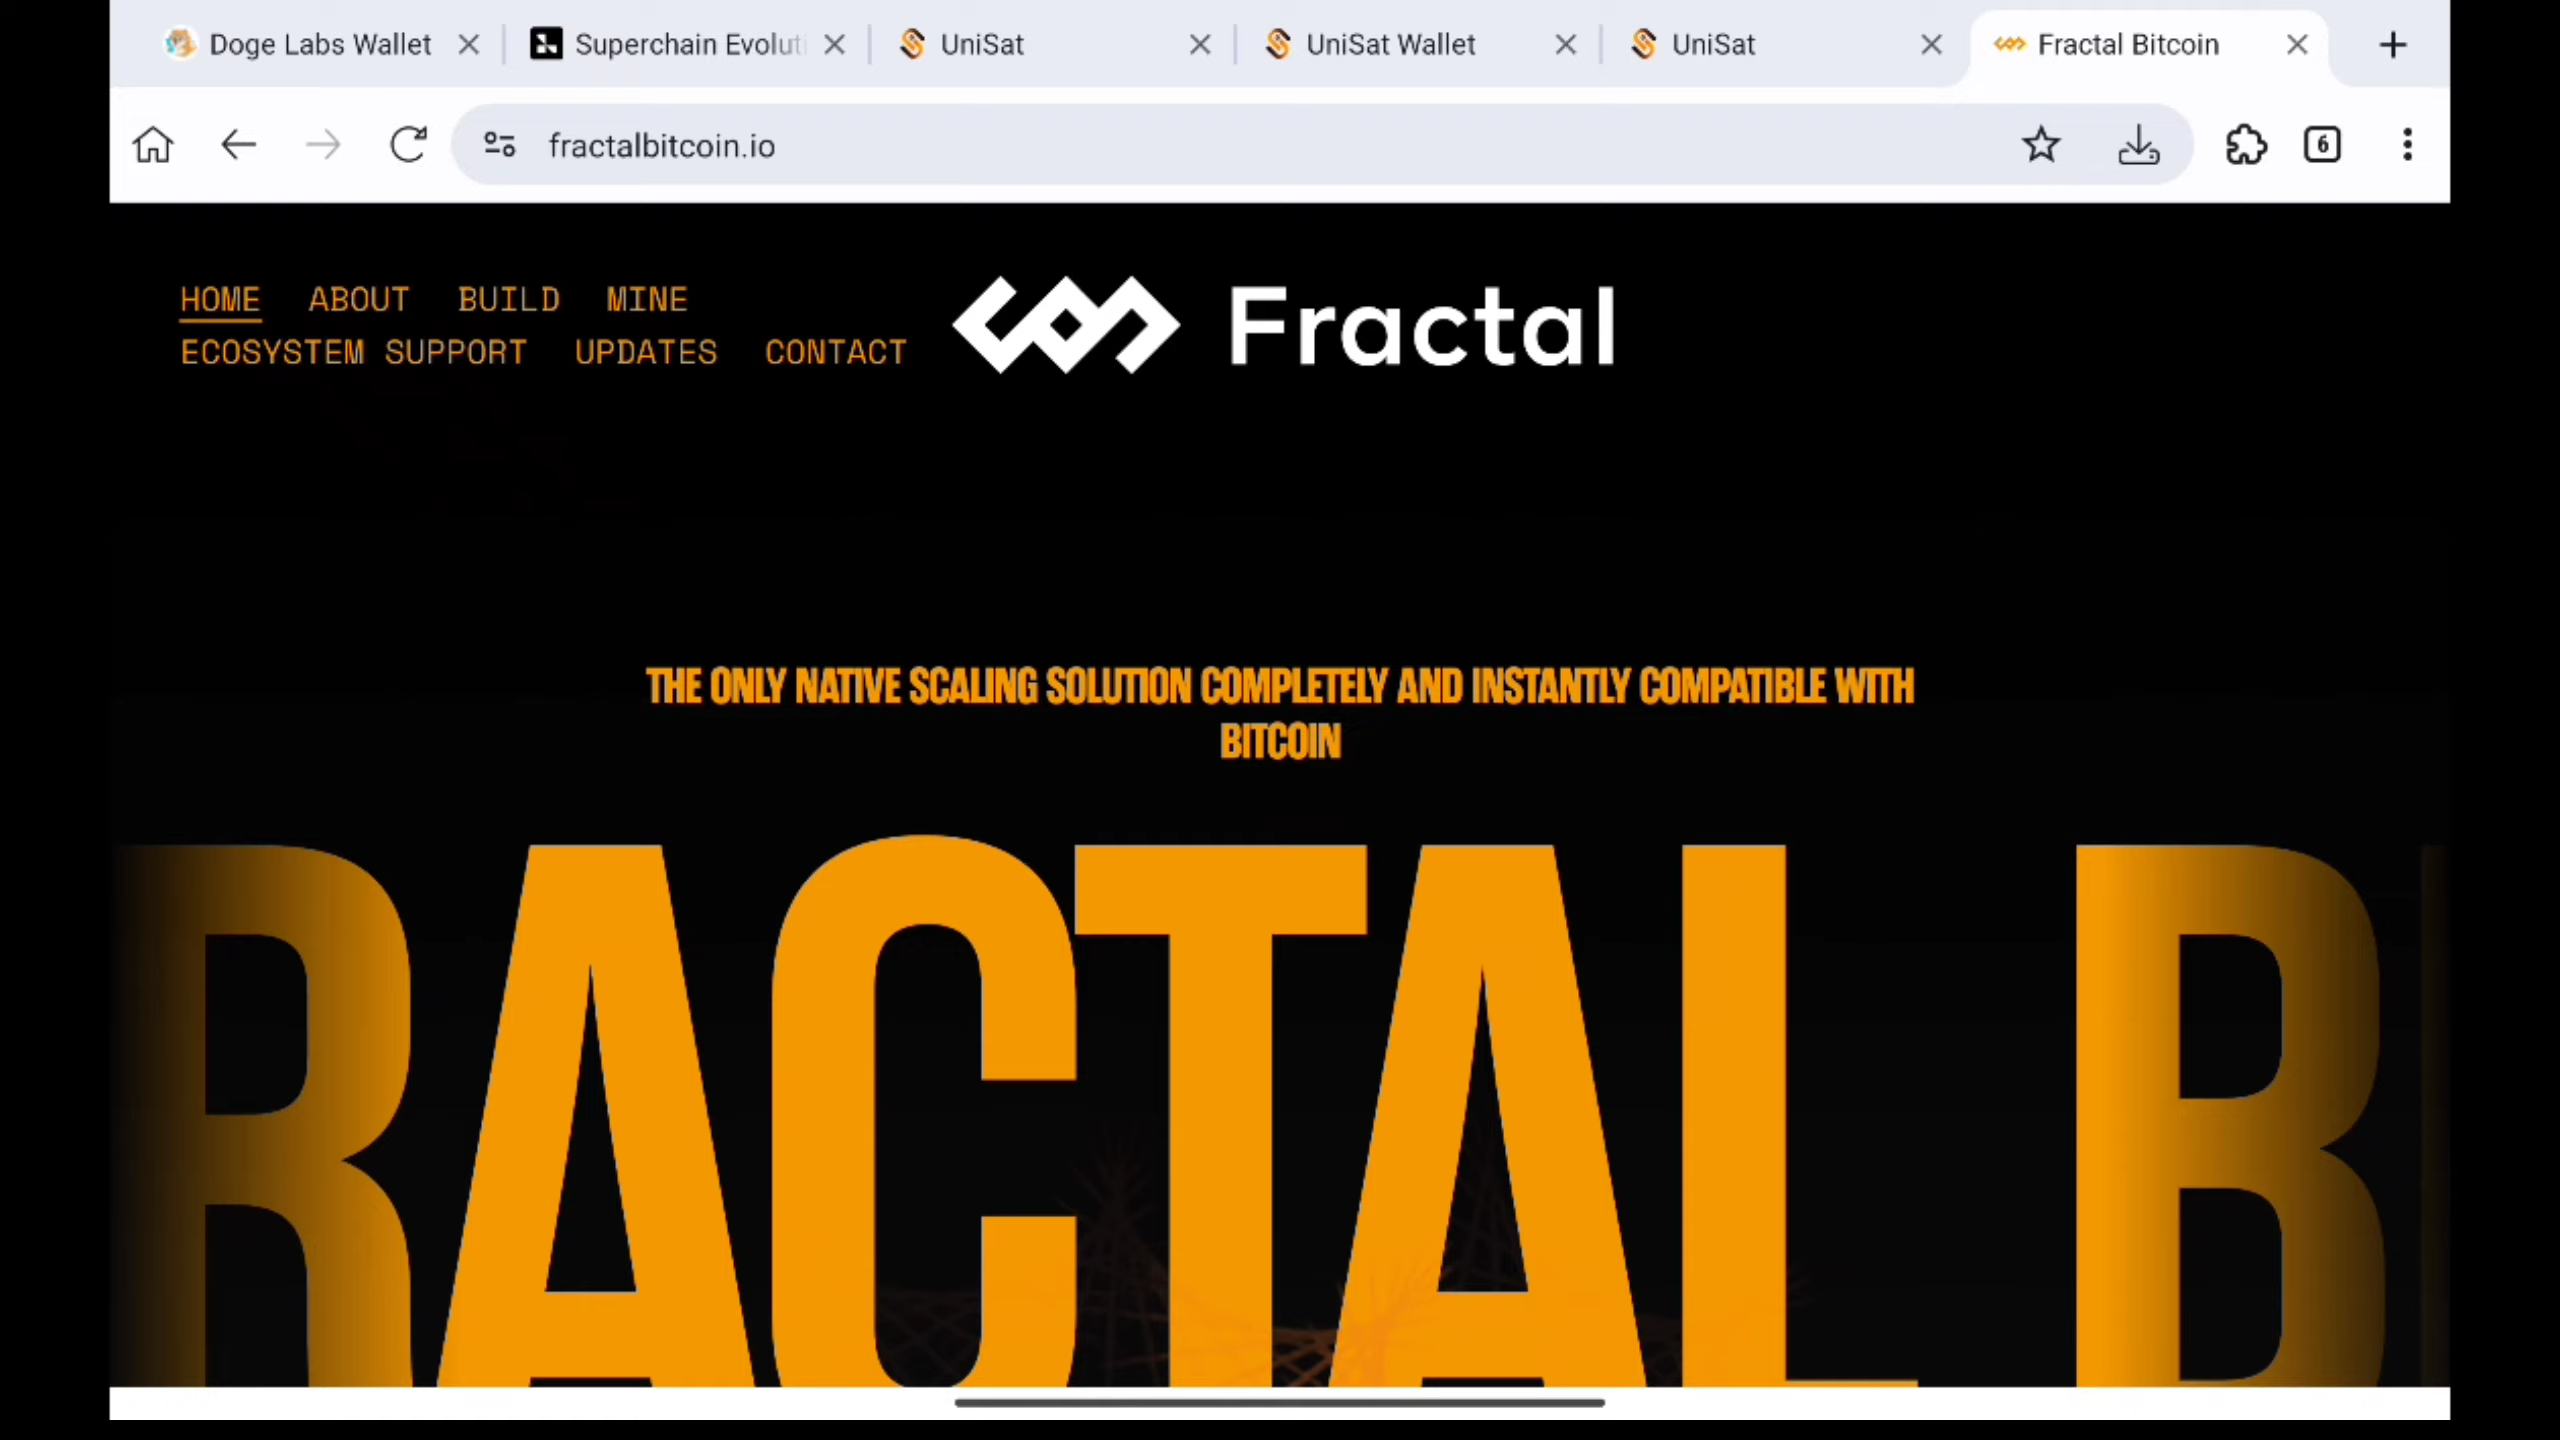 Doge Labs Wallet
Superchain Evoluti
UniSat
UniSat Wallet
UniSat
Fractal Bitcoin
fractalbitcoin.io
6
HOME ABOUT BUILD MINE
ECOSYSTEM SUPPORT UPDATES CONTACT
Fractal
THE ONLY NATIVE SCALING SOLUTION COMPLETELY AND INSTANTLY COMPATIBLE WITH
BITCOIN
RACTAL B